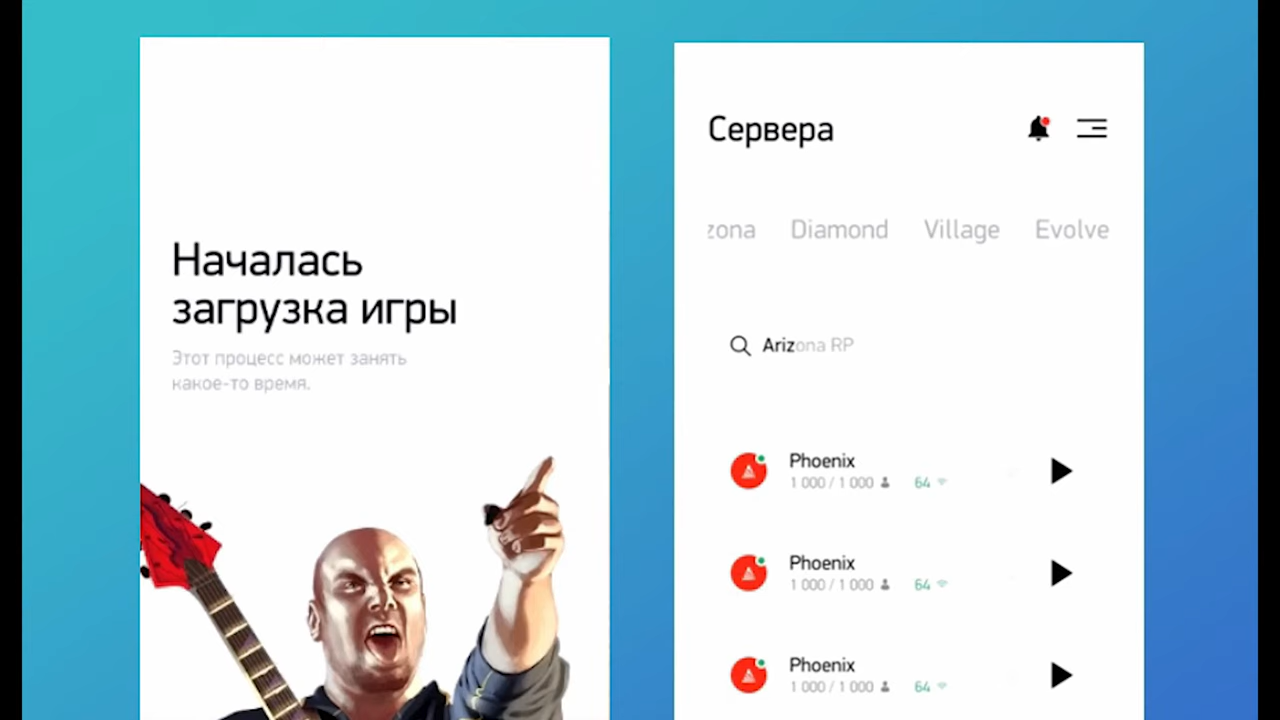 Началась
загрузка игры
Этот процесс может занять
какое-то время.
Сервера
zona Diamond Village Evolve
Arizona RP
Phoenix
1 000 / 1 000 64
Phoenix
1 000 / 1 000 64
Phoenix
1 000 / 1 000 64